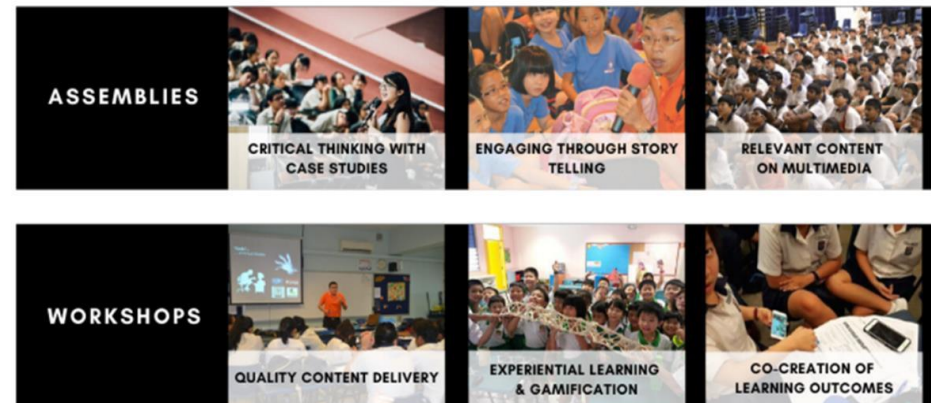 ASSEMBLIES
CRITICAL THINKING WITH
CASE STUDIES
ENGAGING THROUGH STORY
TELLING
RELEVANT CONTENT
ON MULTIMEDIA
WORKSHOPS
QUALITY CONTENT DELIVERY
EXPERIENTIAL LEARNING
& GAMIFICATION
CO-CREATION OF
LEARNING OUTCOMES